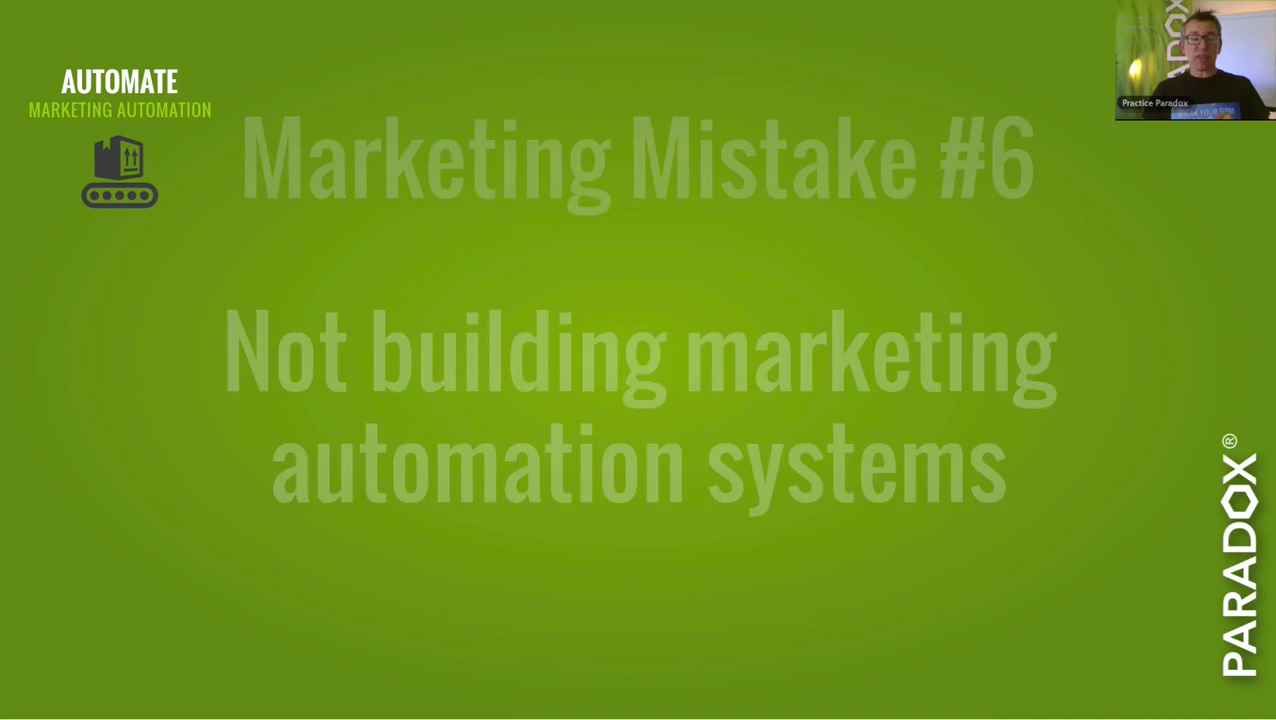 AUTOMATE
MARKETING AUTOMATION
Marketing Mistake #6
Not building marketing
automation systems
Practice Paradox
PARADOX®